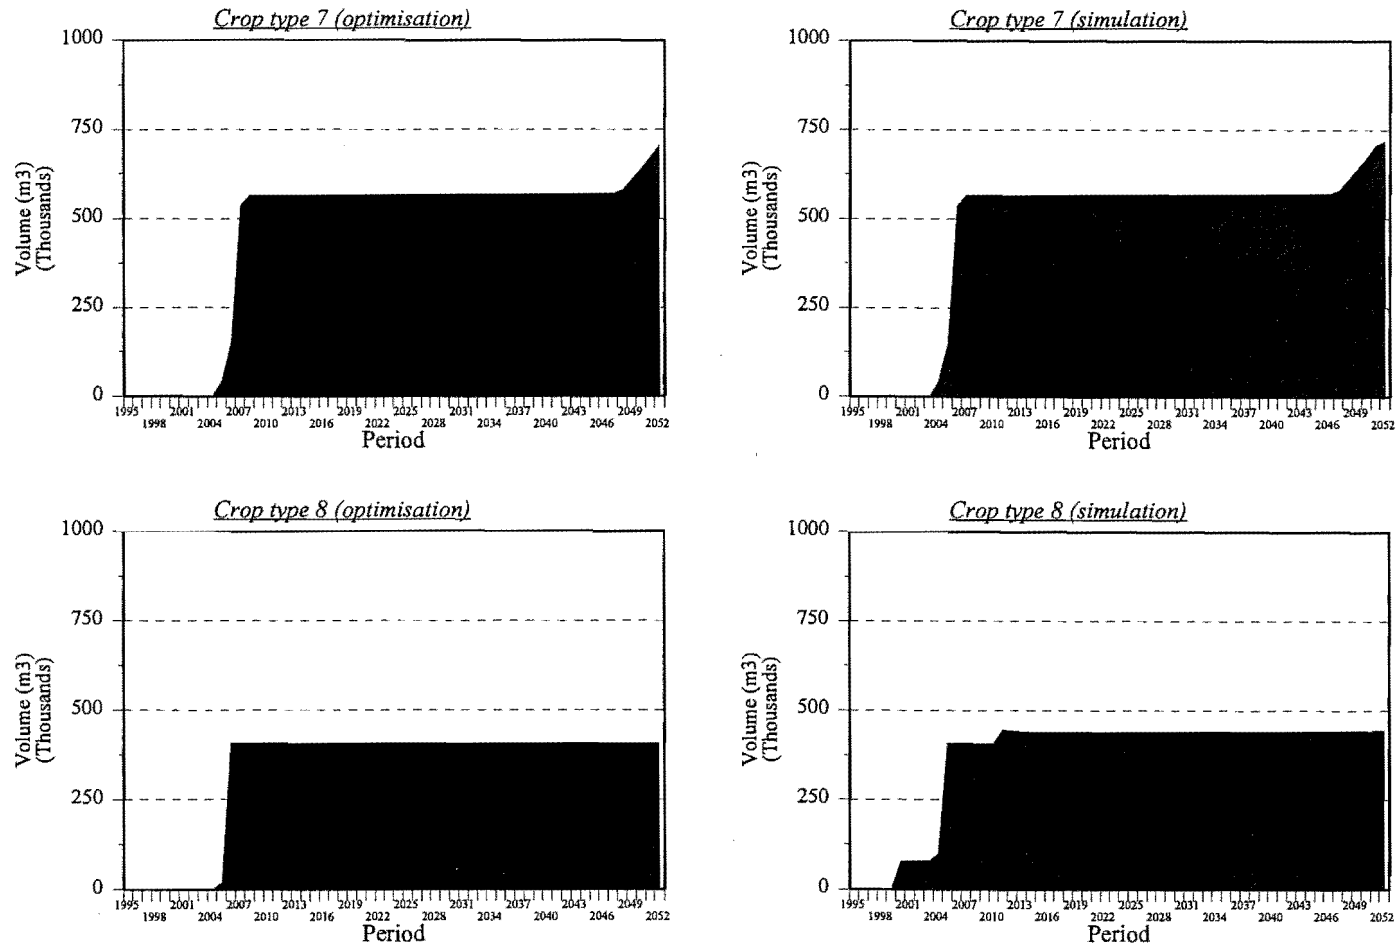 Crop type 7 (optimisation)
1000
750
500
250
0
Volume (m3)
(Thousands)
1995 2001 2007 2013 2019 2025 2031 2037 2043 2049
1998 2004 2010 2016 2022 2028 2034 2040 2046 2052
Period
Crop type 7 (simulation)
1000
750
500
250
0
Volume (m3)
(Thousands)
1995 2001 2007 2013 2019 2025 2031 2037 2043 2049
1998 2004 2010 2016 2022 2028 2034 2040 2046 2052
Period
Crop type 8 (optimisation)
1000
750
500
250
0
Volume (m3)
(Thousands)
1995 2001 2007 2013 2019 2025 2031 2037 2043 2049
1998 2004 2010 2016 2022 2028 2034 2040 2046 2052
Period
Crop type 8 (simulation)
1000
750
500
250
0
Volume (m3)
(Thousands)
1995 2001 2007 2013 2019 2025 2031 2037 2043 2049
1998 2004 2010 2016 2022 2028 2034 2040 2046 2052
Period